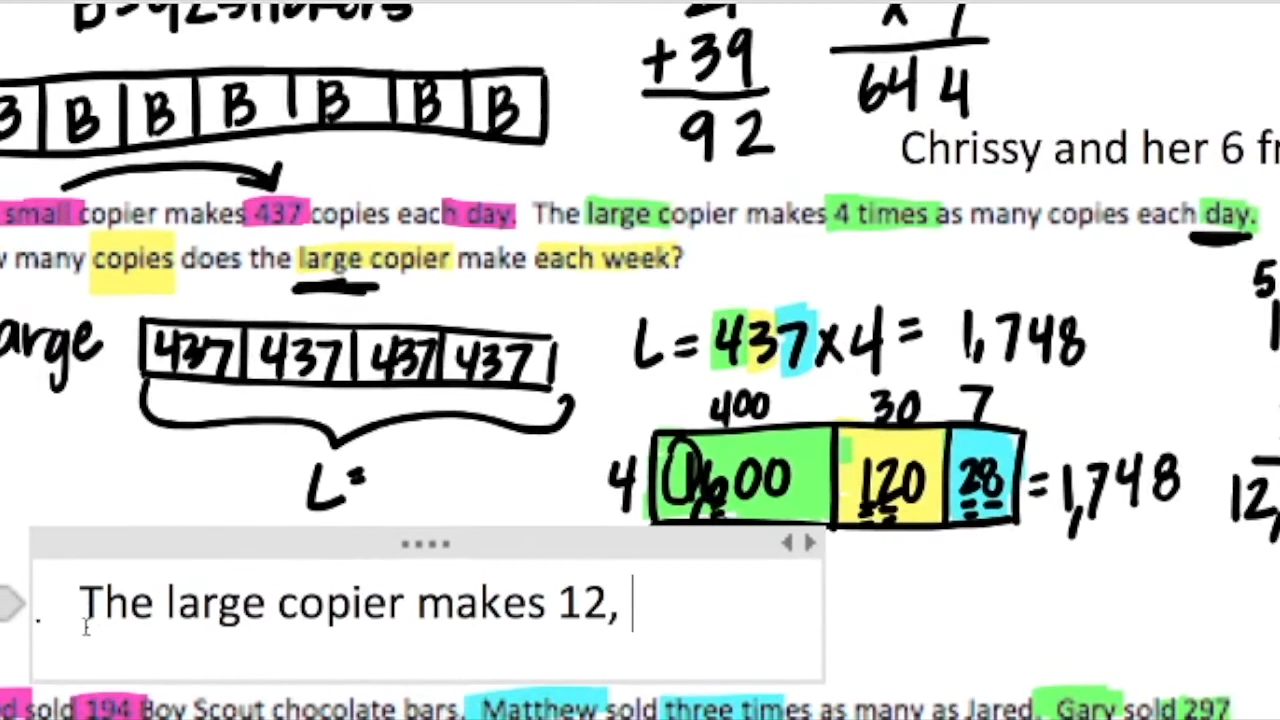 + 39
92
x 7
644
B B B B B B B
Chrissy and her 6 fr
small copier makes 437 copies each day. The large copier makes 4 times as many copies each day.
many copies does the large copier make each week?
arge 437 437 437 437
L=
L = 437 x 4 = 1,748
400 30 7
4 1,600 120 28 = 1,748
5
1
12,
The large copier makes 12,
sold 194 Boy Scout chocolate bars. Matthew sold three times as many as Jared. Gary sold 297